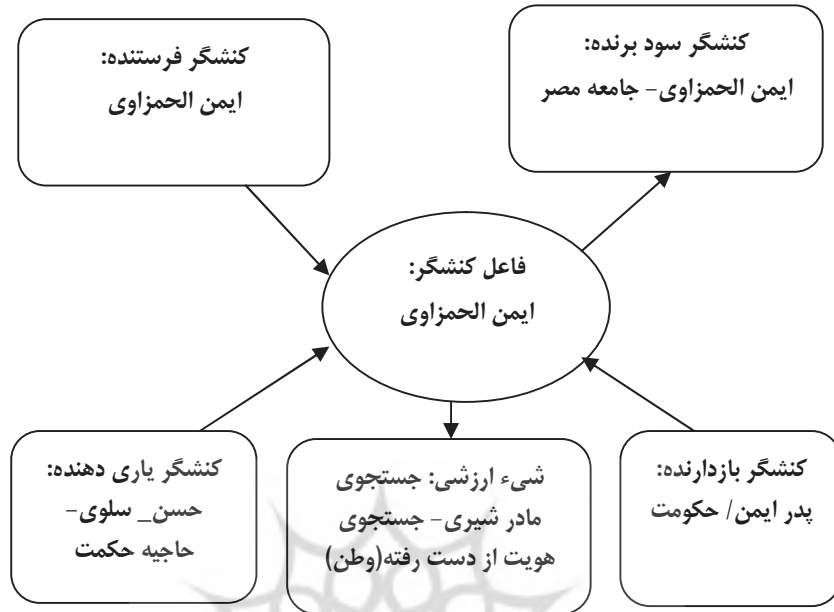 کنشگر سود برنده:
ایمن الحمزاوی– جامعه مصر
کنشگر فرستنده:
ایمن الحمزاوی
فاعل کنشگر:
ایمن الحمزاوی
کنشگر بازدارنده:
پدر ایمن/ حکومت
شیء ارزشی: جستجوی
مادر شیری– جستجوی
هویت از دست رفته(وطن)
کنشگر یاری دهنده:
حسن_ سلوی–
حاجیه حکمت